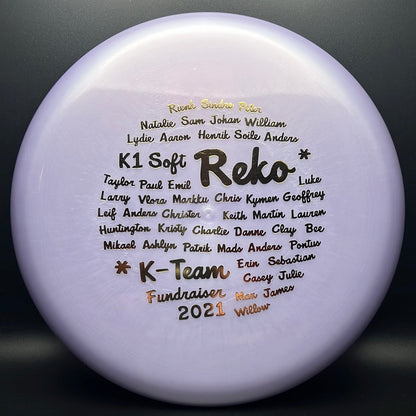 Riene Sindre Peter
Natalie Sam Johan William
Lydie Aaron Henrik Soile Anders
K1 Soft Reko *
Taylor Paul Emil Luke
Larry Vlora Markku Chris Kymen Geoffrey
Leif Anders Christer Keith Martin Lauren
Huntington Kristy Charlie Danne Clay Bee
Mikael Ashlyn Patrik Mads Anders Pontus
* K-Team Erin Sebastian
Casey Julie
Fundraiser Max James
2021 Willow